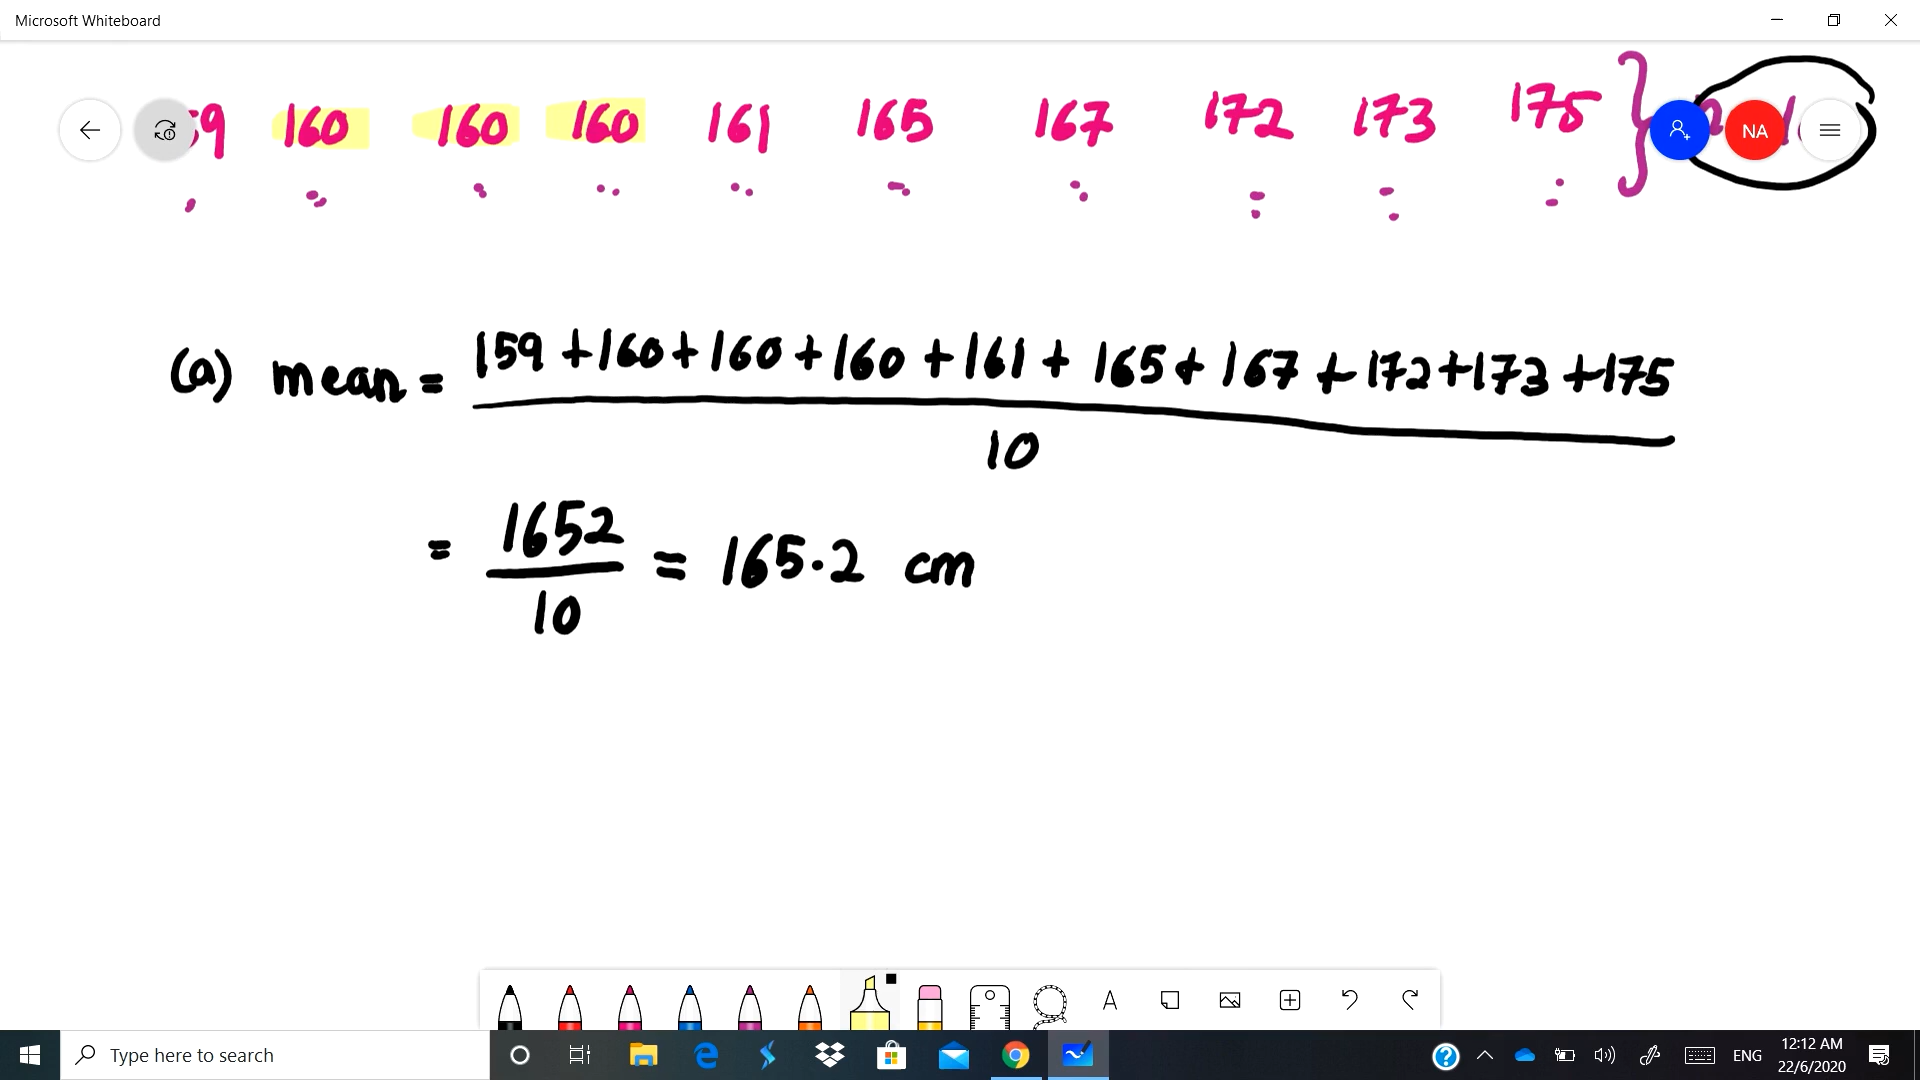 Microsoft Whiteboard
9 160 160 160 161 165 167 172 173 175 }
NA
(a) mean = 159 + 160 + 160 + 160 + 161 + 165 + 167 + 172 + 173 + 175
10
= 1652 = 165.2 cm
10
A
Type here to search
ENG
12:12 AM
22/6/2020